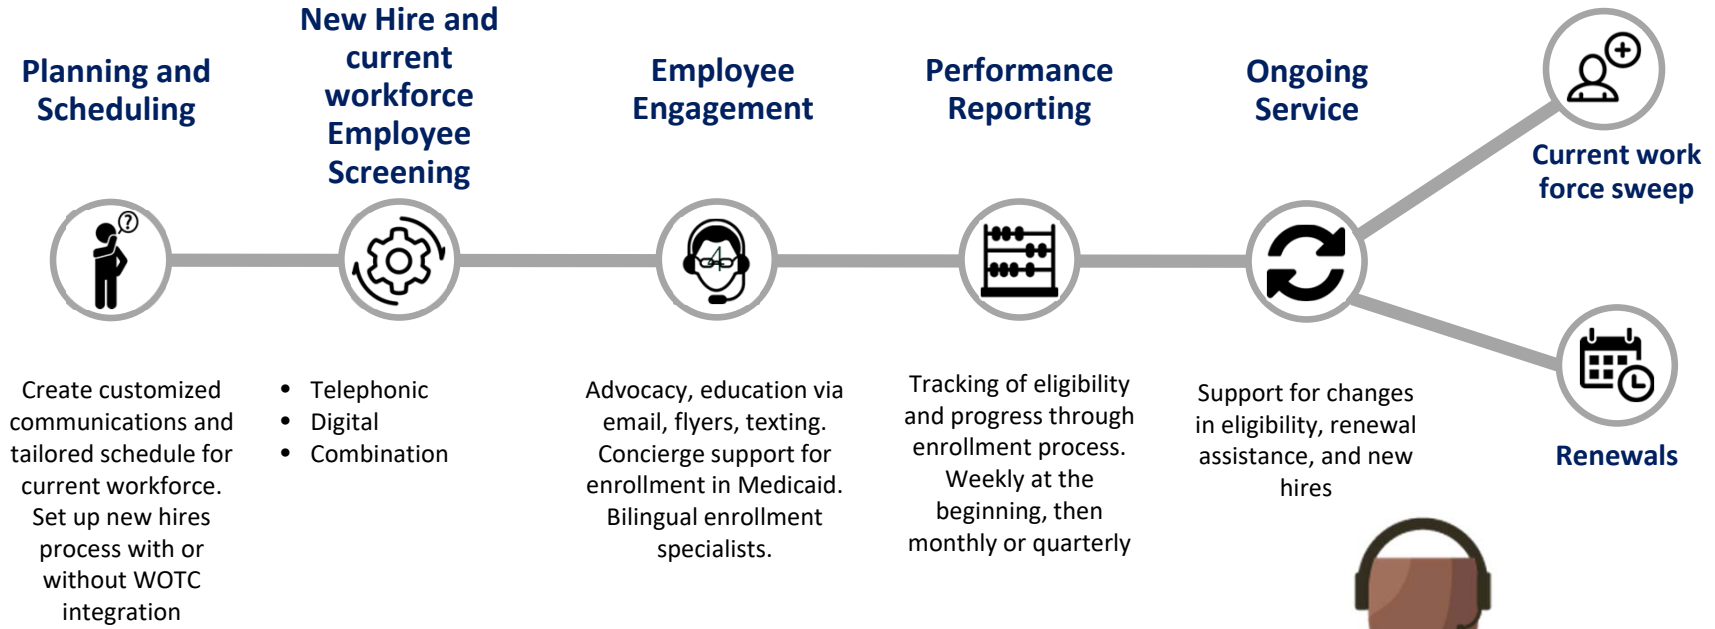 Planning and
Scheduling
New Hire and
current
workforce
Employee
Screening
Employee
Engagement
Performance
Reporting
Ongoing
Service
Current work
force sweep
?
4
Create customized
communications and
tailored schedule for
current workforce.
Set up new hires
process with or
without WOTC
integration
• Telephonic
• Digital
• Combination
Advocacy, education via
email, flyers, texting.
Concierge support for
enrollment in Medicaid.
Bilingual enrollment
specialists.
Tracking of eligibility
and progress through
enrollment process.
Weekly at the
beginning, then
monthly or quarterly
Support for changes
in eligibility, renewal
assistance, and new
hires
Renewals